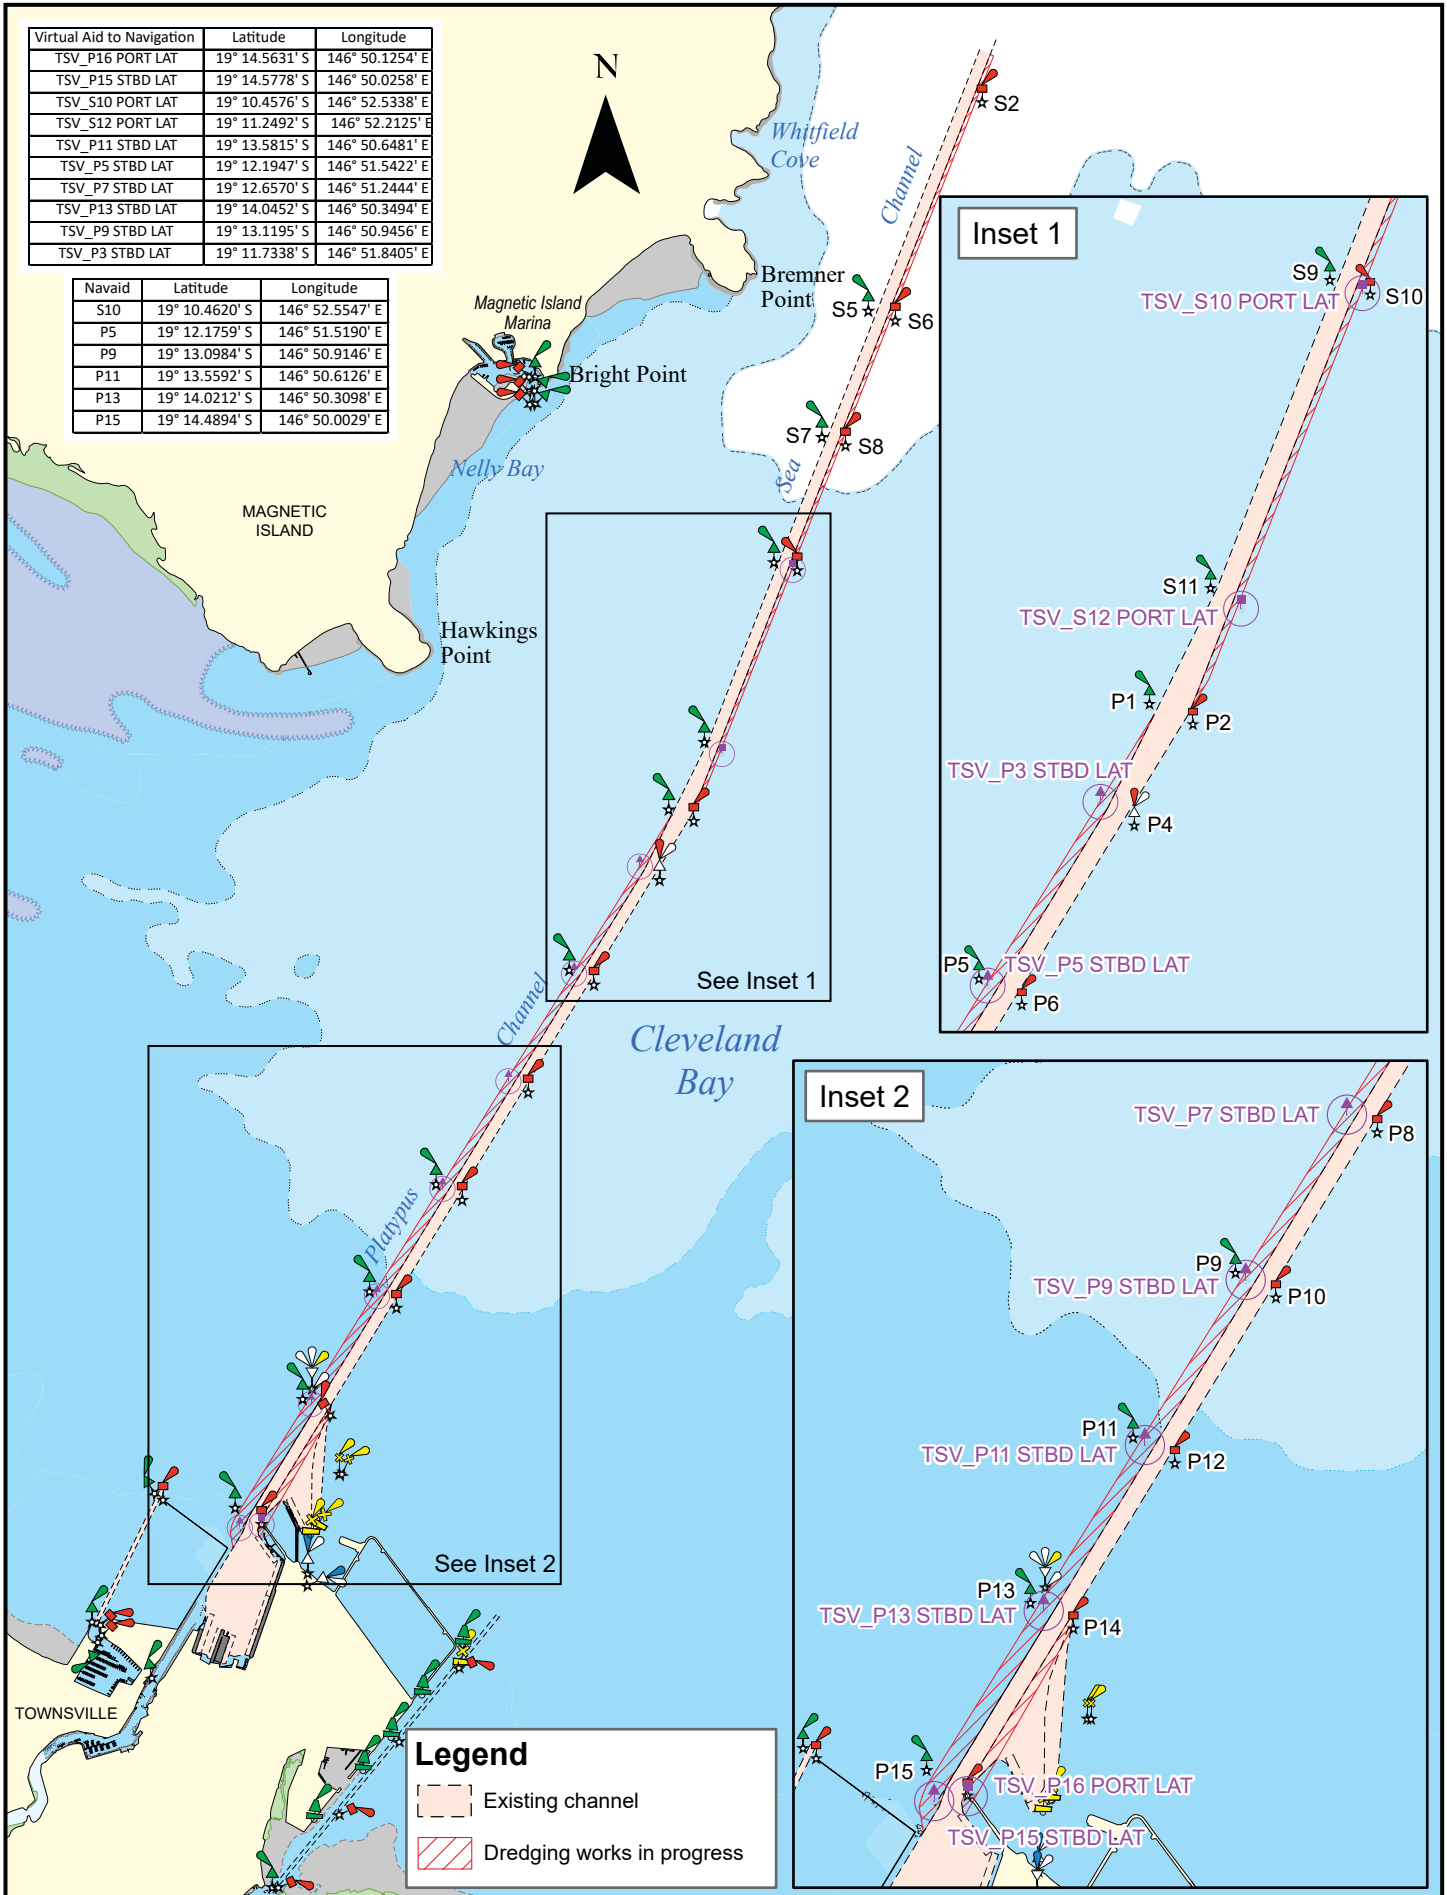 Virtual Aid to Navigation Latitude Longitude
TSV_P16 PORT LAT 19° 14.5631' S 146° 50.1254' E
TSV_P15 STBD LAT 19° 14.5778' S 146° 50.0258' E
TSV_S10 PORT LAT 19° 10.4576' S 146° 52.5338' E
TSV_S12 PORT LAT 19° 11.2492' S 146° 52.2125' E
TSV_P11 STBD LAT 19° 13.5815' S 146° 50.6481' E
TSV_P5 STBD LAT 19° 12.1947' S 146° 51.5422' E
TSV_P7 STBD LAT 19° 12.6570' S 146° 51.2444' E
TSV_P13 STBD LAT 19° 14.0452' S 146° 50.3494' E
TSV_P9 STBD LAT 19° 13.1195' S 146° 50.9456' E
TSV_P3 STBD LAT 19° 11.7338' S 146° 51.8405' E
Navaid Latitude Longitude
S10 19° 10.4620' S 146° 52.5547' E
P5 19° 12.1759' S 146° 51.5190' E
P9 19° 13.0984' S 146° 50.9146' E
P11 19° 13.5592' S 146° 50.6126' E
P13 19° 14.0212' S 146° 50.3098' E
P15 19° 14.4894' S 146° 50.0029' E
N
S2
Whitfield
Cove
Channel
Bremner
Point
S5
S6
Magnetic Island
Marina
Bright Point
S7
S8
Sea
Nelly Bay
MAGNETIC
ISLAND
Hawkings
Point
See Inset 1
Channel
Cleveland
Bay
Platypus
See Inset 2
TOWNSVILLE
Inset 1
S9
TSV_S10 PORT LAT
S10
S11
TSV_S12 PORT LAT
P1
P2
TSV_P3 STBD LAT
P4
P5
TSV_P5 STBD LAT
P6
Inset 2
TSV_P7 STBD LAT
P8
P9
TSV_P9 STBD LAT
P10
P11
TSV_P11 STBD LAT
P12
P13
TSV_P13 STBD LAT
P14
P15
TSV_P16 PORT LAT
TSV_P15 STBD LAT
Legend
Existing channel
Dredging works in progress